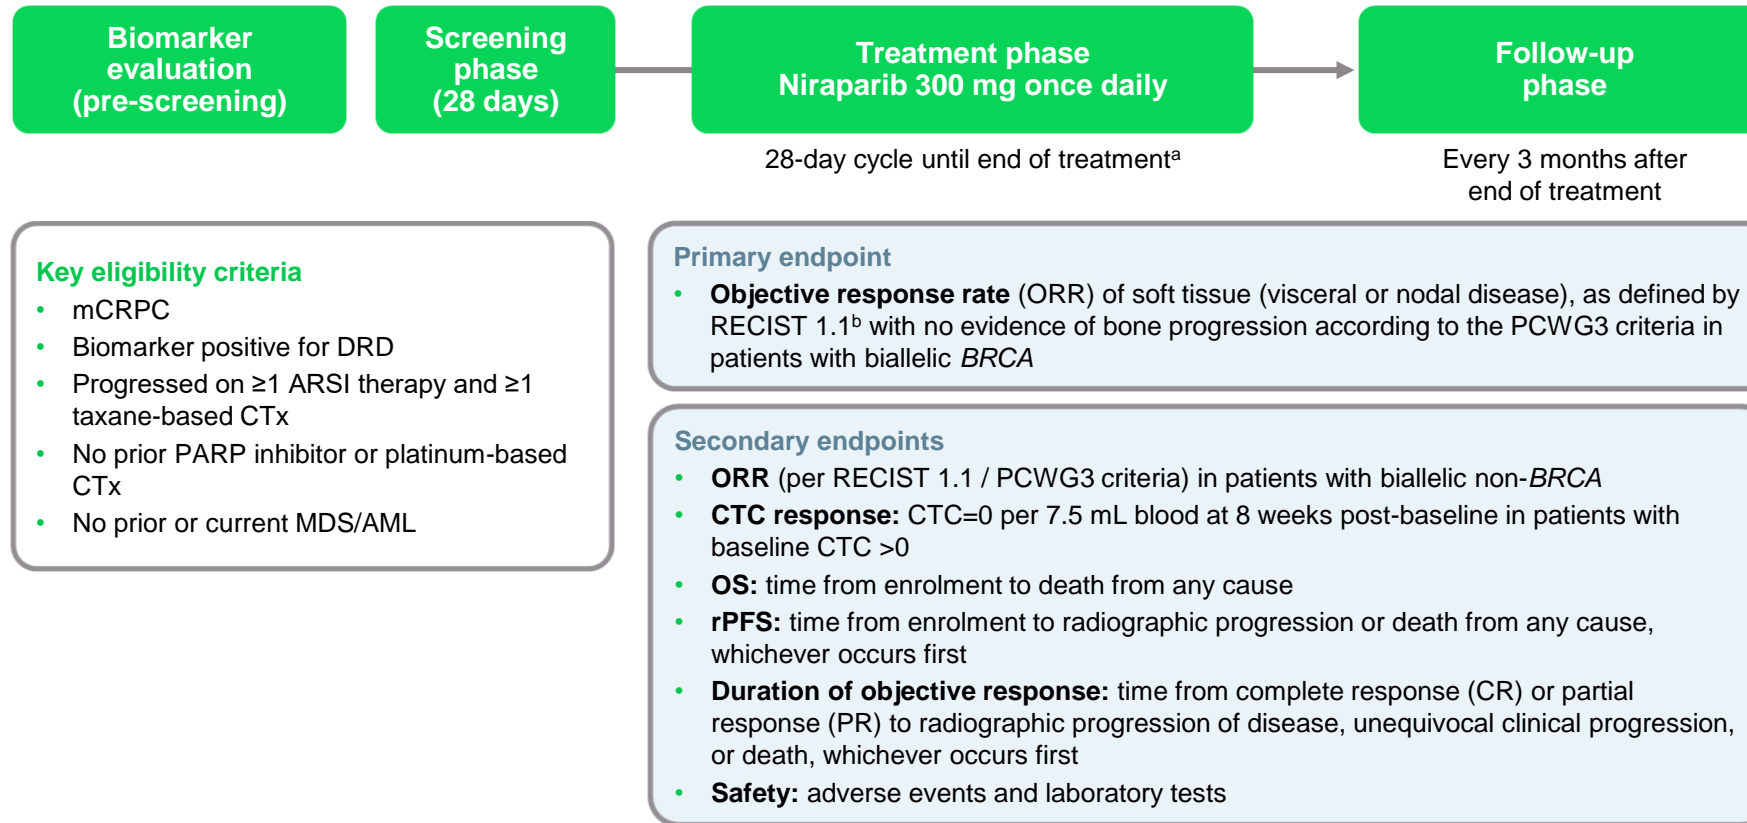 Biomarker
evaluation
(pre-screening)
Screening
phase
(28 days)
Treatment phase
Niraparib 300 mg once daily
Follow-up
phase
28-day cycle until end of treatmentᵃ
Every 3 months after
end of treatment
Key eligibility criteria
• mCRPC
• Biomarker positive for DRD
• Progressed on ≥1 ARSI therapy and ≥1
taxane-based CTx
• No prior PARP inhibitor or platinum-based
CTx
• No prior or current MDS/AML
Primary endpoint
• Objective response rate (ORR) of soft tissue (visceral or nodal disease), as defined by
RECIST 1.1ᵇ with no evidence of bone progression according to the PCWG3 criteria in
patients with biallelic BRCA
Secondary endpoints
• ORR (per RECIST 1.1 / PCWG3 criteria) in patients with biallelic non-BRCA
• CTC response: CTC=0 per 7.5 mL blood at 8 weeks post-baseline in patients with
baseline CTC >0
• OS: time from enrolment to death from any cause
• rPFS: time from enrolment to radiographic progression or death from any cause,
whichever occurs first
• Duration of objective response: time from complete response (CR) or partial
response (PR) to radiographic progression of disease, unequivocal clinical progression,
or death, whichever occurs first
• Safety: adverse events and laboratory tests